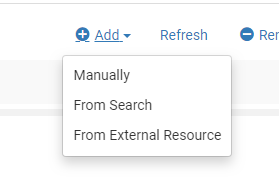 Add Refresh
Manually
From Search
From External Resource